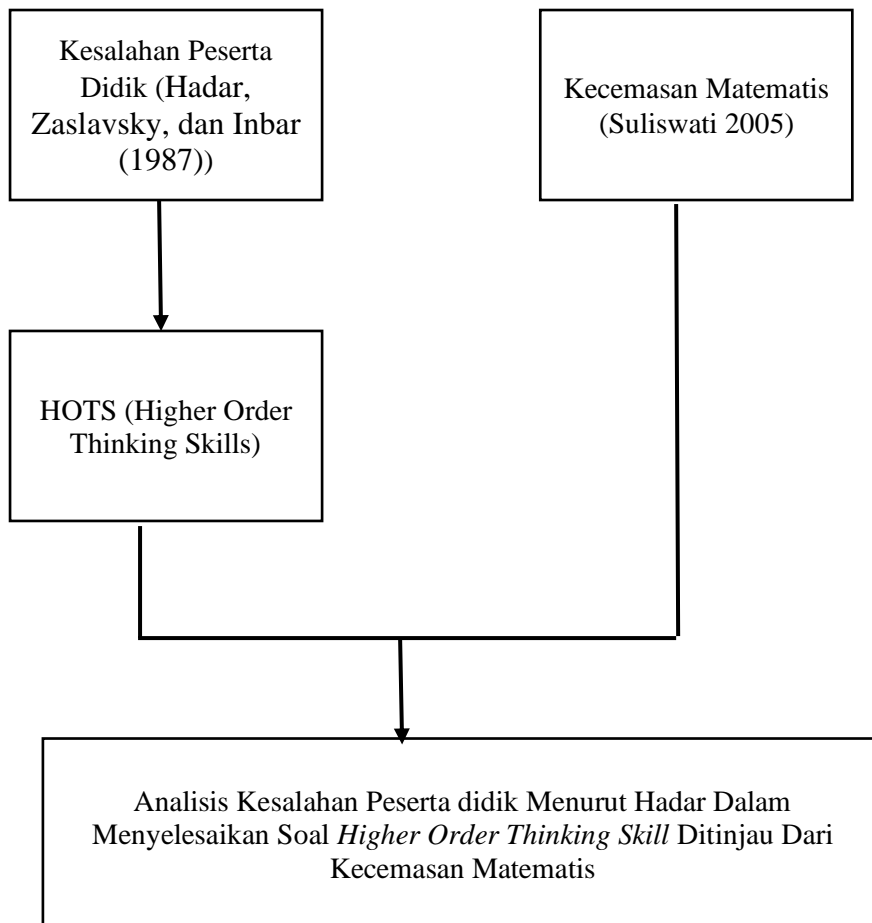 Kesalahan Peserta
Didik (Hadar,
Zaslavsky, dan Inbar
(1987))
Kecemasan Matematis
(Suliswati 2005)
HOTS (Higher Order
Thinking Skills)
Analisis Kesalahan Peserta didik Menurut Hadar Dalam
Menyelesaikan Soal Higher Order Thinking Skill Ditinjau Dari
Kecemasan Matematis